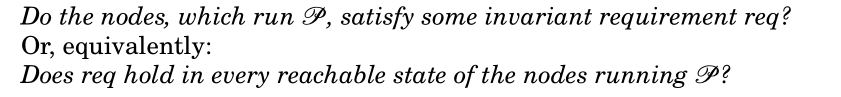 Do the nodes, which run 𝒫, satisfy some invariant requirement req?
Or, equivalently:
Does req hold in every reachable state of the nodes running 𝒫?